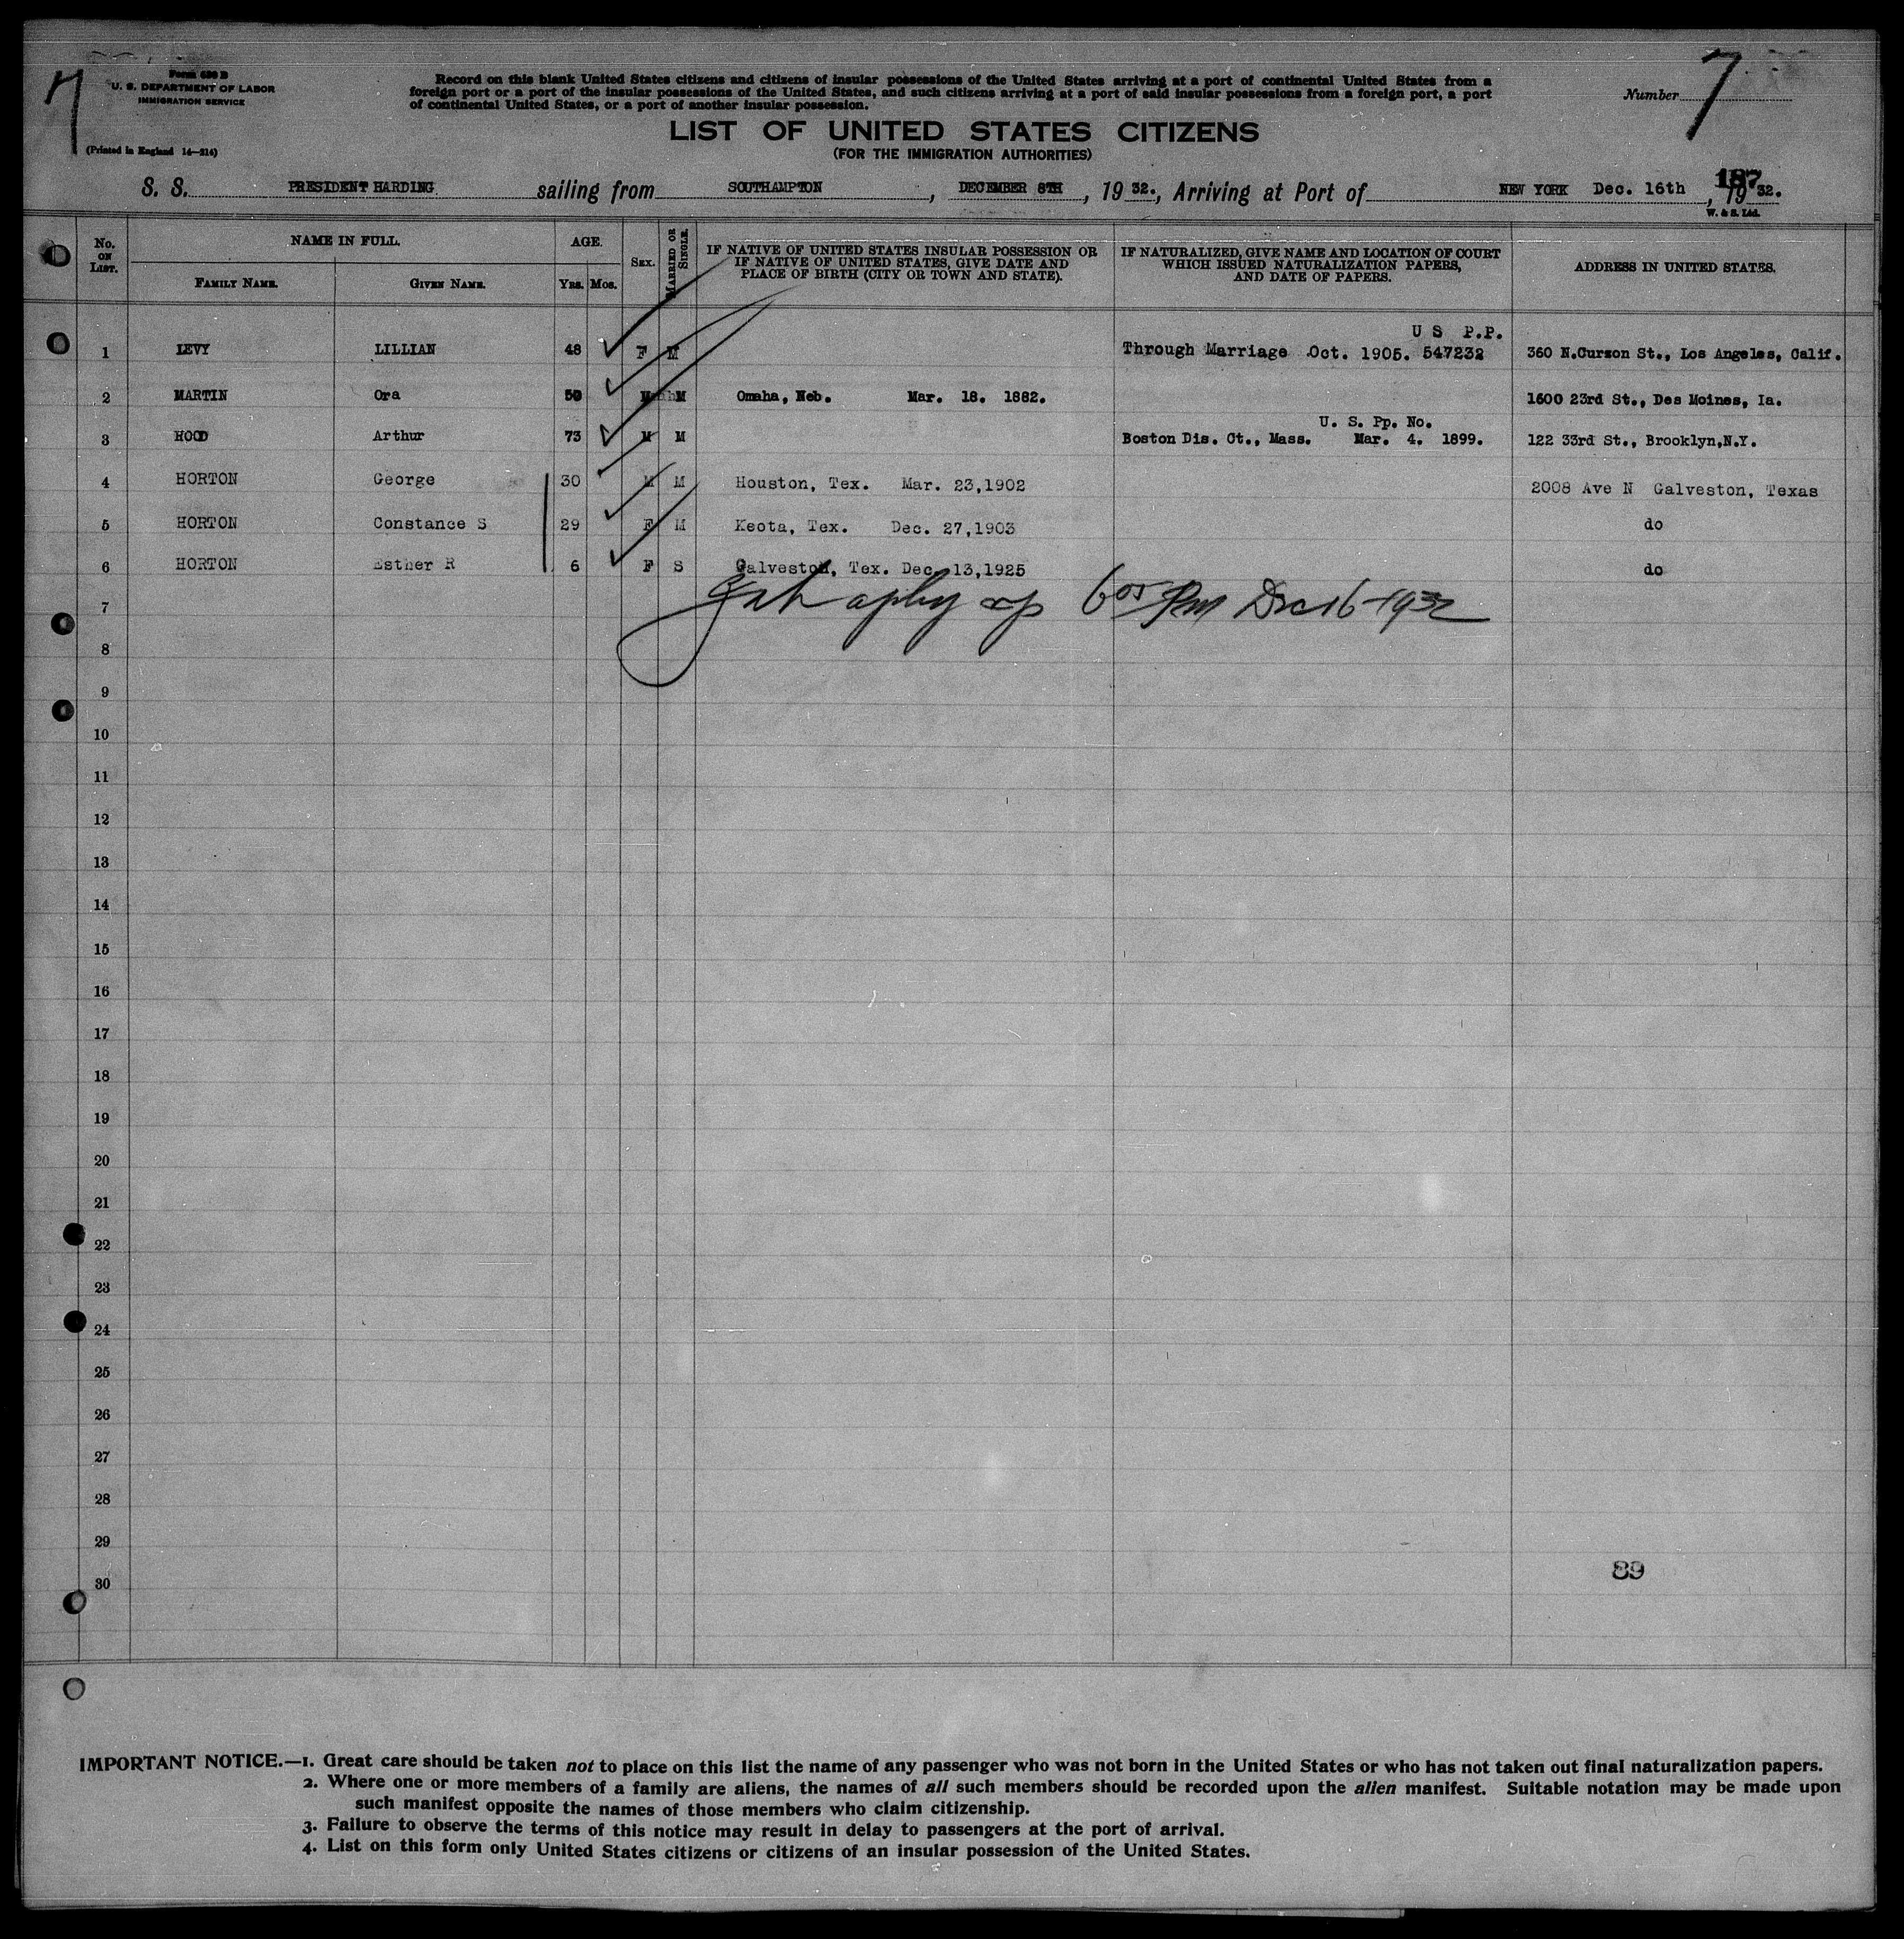 7
Form 630 B
U. S. DEPARTMENT OF LABOR
IMMIGRATION SERVICE
(Printed in England 14—214)
Record on this blank United States citizens and citizens of insular possessions of the United States arriving at a port of continental United States from a
foreign port or a port of the insular possessions of the United States, and such citizens arriving at a port of said insular possessions from a foreign port, a port
of continental United States, or a port of another insular possession.
Number 7
LIST OF UNITED STATES CITIZENS
(FOR THE IMMIGRATION AUTHORITIES)
187
S. S. PRESIDENT HARDING sailing from SOUTHAMPTON, DECEMBER 8TH, 19 32., Arriving at Port of NEW YORK Dec. 16th, 19 32.
W. & S. Ltd.
No. ON LIST. NAME IN FULL. AGE. SEX. MARRIED OR SINGLE. IF NATIVE OF UNITED STATES INSULAR POSSESSION OR IF NATIVE OF UNITED STATES, GIVE DATE AND PLACE OF BIRTH (CITY OR TOWN AND STATE). IF NATURALIZED, GIVE NAME AND LOCATION OF COURT WHICH ISSUED NATURALIZATION PAPERS, AND DATE OF PAPERS. ADDRESS IN UNITED STATES.
FAMILY NAME. GIVEN NAME. YRS. MOS.
U S P.P.
1 LEVY LILLIAN 48 F M Through Marriage Oct. 1905. 547232 360 N.Curson St., Los Angeles, Calif.
2 MARTIN Ora 50 M Omaha, Neb. Mar. 18. 1882. 1600 23rd St., Des Moines, Ia.
U. S. Pp. No.
3 HOOD Arthur 73 M M Boston Dis. Ct., Mass. Mar. 4. 1899. 122 33rd St., Brooklyn,N.Y.
4 HORTON George 30 M M Houston, Tex. Mar. 23,1902 2008 Ave N Galveston, Texas
5 HORTON Constance S 29 F M Keota, Tex. Dec. 27,1903 do
6 HORTON Esther R 6 F S Galveston, Tex. Dec. 13,1925 do
7 6 05 PM Dec 16-1932
8
9
10
11
12
13
14
15
16
17
18
19
20
21
22
23
24
25
26
27
28
29
89
30
IMPORTANT NOTICE.—1. Great care should be taken not to place on this list the name of any passenger who was not born in the United States or who has not taken out final naturalization papers.
2. Where one or more members of a family are aliens, the names of all such members should be recorded upon the alien manifest. Suitable notation may be made upon
such manifest opposite the names of those members who claim citizenship.
3. Failure to observe the terms of this notice may result in delay to passengers at the port of arrival.
4. List on this form only United States citizens or citizens of an insular possession of the United States.